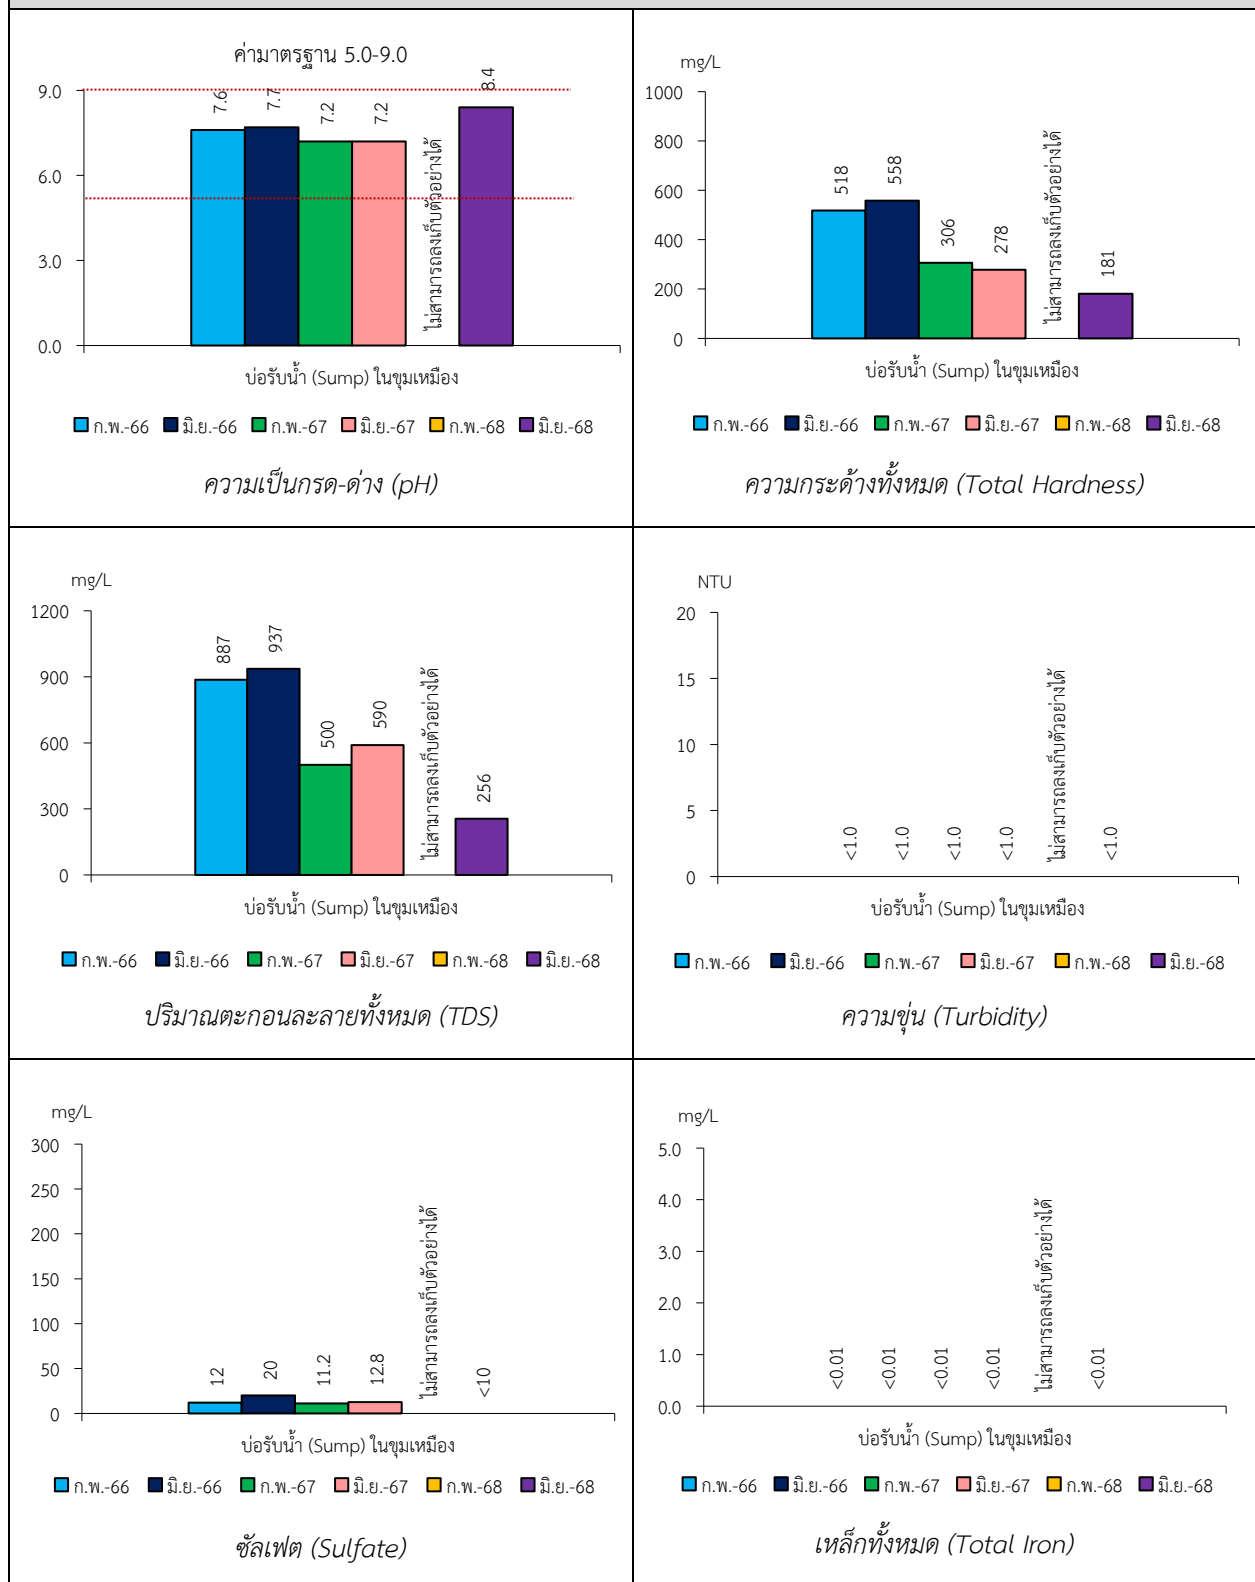 ค่ามาตรฐาน 5.0-9.0
9.0
6.0
3.0
0.0
7.6
7.7
7.2
7.2
ไม่สามารถลงเก็บตัวอย่างได้
8.4
บ่อรับน้ำ (Sump) ในขุมเหมือง
ก.พ.-66 มิ.ย.-66 ก.พ.-67 มิ.ย.-67 ก.พ.-68 มิ.ย.-68
ความเป็นกรด-ด่าง (pH)
mg/L
1000
800
600
400
200
0
518
558
306
278
ไม่สามารถลงเก็บตัวอย่างได้
181
บ่อรับน้ำ (Sump) ในขุมเหมือง
ก.พ.-66 มิ.ย.-66 ก.พ.-67 มิ.ย.-67 ก.พ.-68 มิ.ย.-68
ความกระด้างทั้งหมด (Total Hardness)
mg/L
1200
900
600
300
0
887
937
500
590
ไม่สามารถลงเก็บตัวอย่างได้
256
บ่อรับน้ำ (Sump) ในขุมเหมือง
ก.พ.-66 มิ.ย.-66 ก.พ.-67 มิ.ย.-67 ก.พ.-68 มิ.ย.-68
ปริมาณตะกอนละลายทั้งหมด (TDS)
NTU
20
15
10
5
0
<1.0
<1.0
<1.0
<1.0
ไม่สามารถลงเก็บตัวอย่างได้
<1.0
บ่อรับน้ำ (Sump) ในขุมเหมือง
ก.พ.-66 มิ.ย.-66 ก.พ.-67 มิ.ย.-67 ก.พ.-68 มิ.ย.-68
ความขุ่น (Turbidity)
mg/L
300
250
200
150
100
50
0
12
20
11.2
12.8
ไม่สามารถลงเก็บตัวอย่างได้
<10
บ่อรับน้ำ (Sump) ในขุมเหมือง
ก.พ.-66 มิ.ย.-66 ก.พ.-67 มิ.ย.-67 ก.พ.-68 มิ.ย.-68
ซัลเฟต (Sulfate)
mg/L
5.0
4.0
3.0
2.0
1.0
0.0
<0.01
<0.01
<0.01
<0.01
ไม่สามารถลงเก็บตัวอย่างได้
<0.01
บ่อรับน้ำ (Sump) ในขุมเหมือง
ก.พ.-66 มิ.ย.-66 ก.พ.-67 มิ.ย.-67 ก.พ.-68 มิ.ย.-68
เหล็กทั้งหมด (Total Iron)